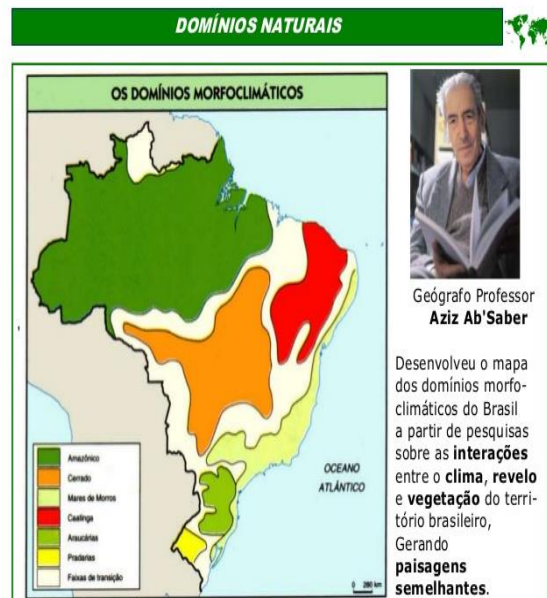 DOMÍNIOS NATURAIS
OS DOMÍNIOS MORFOCLIMÁTICOS
Amazônico
Cerrado
Mares de Morros
Caatinga
Araucárias
Pradarias
Faixas de transição
OCEANO
ATLÂNTICO
0 280 km
Geógrafo Professor
Aziz Ab'Saber
Desenvolveu o mapa
dos domínios morfo-
climáticos do Brasil
a partir de pesquisas
sobre as interações
entre o clima, revelo
e vegetação do terri-
tório brasileiro,
Gerando
paisagens
semelhantes.